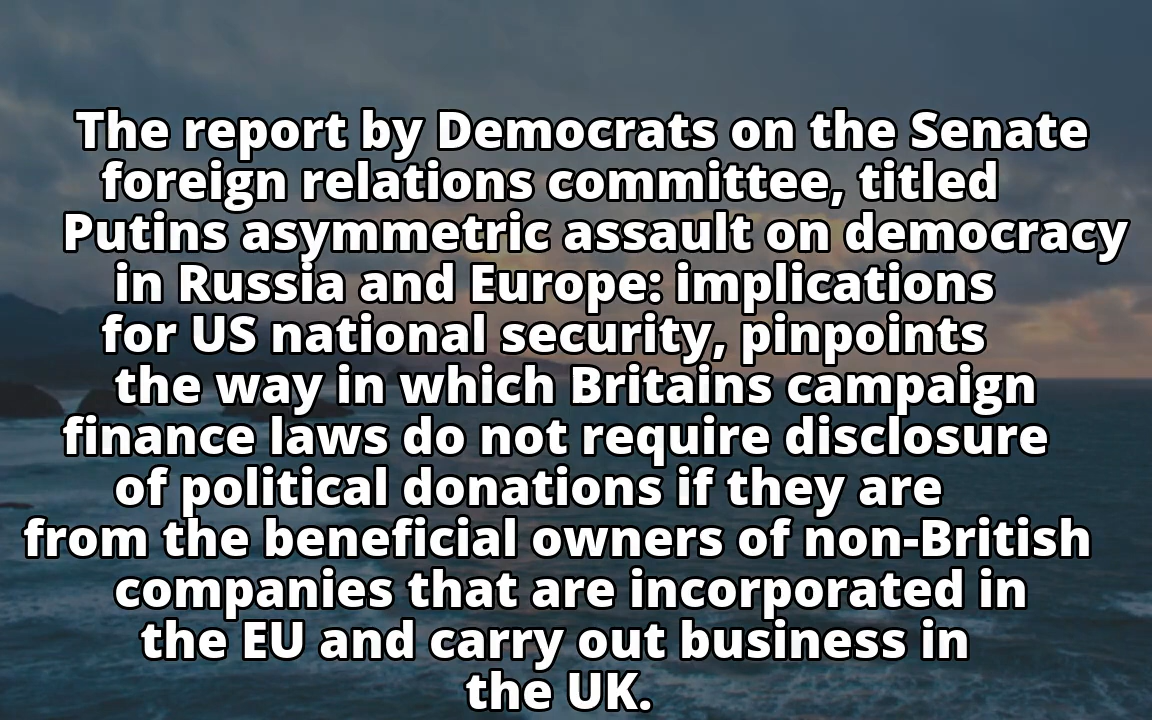 The report by Democrats on the Senate
foreign relations committee, titled
Putins asymmetric assault on democracy
in Russia and Europe: implications
for US national security, pinpoints
the way in which Britains campaign
finance laws do not require disclosure
of political donations if they are
from the beneficial owners of non-British
companies that are incorporated in
the EU and carry out business in
the UK.